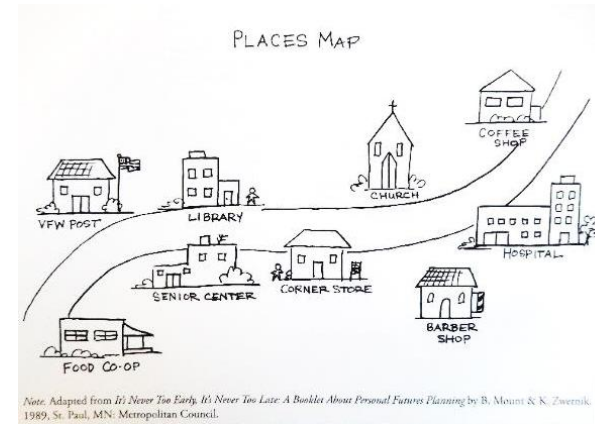 PLACES MAP
COFFEE
SHOP
CHURCH
LIBRARY
VFW POST
HOSPITAL
SENIOR CENTER
CORNER STORE
BARBER
SHOP
FOOD CO-OP
Note. Adapted from It's Never Too Early, It's Never Too Late: A Booklet About Personal Futures Planning by B. Mount & K. Zwernik,
1989, St. Paul, MN: Metropolitan Council.